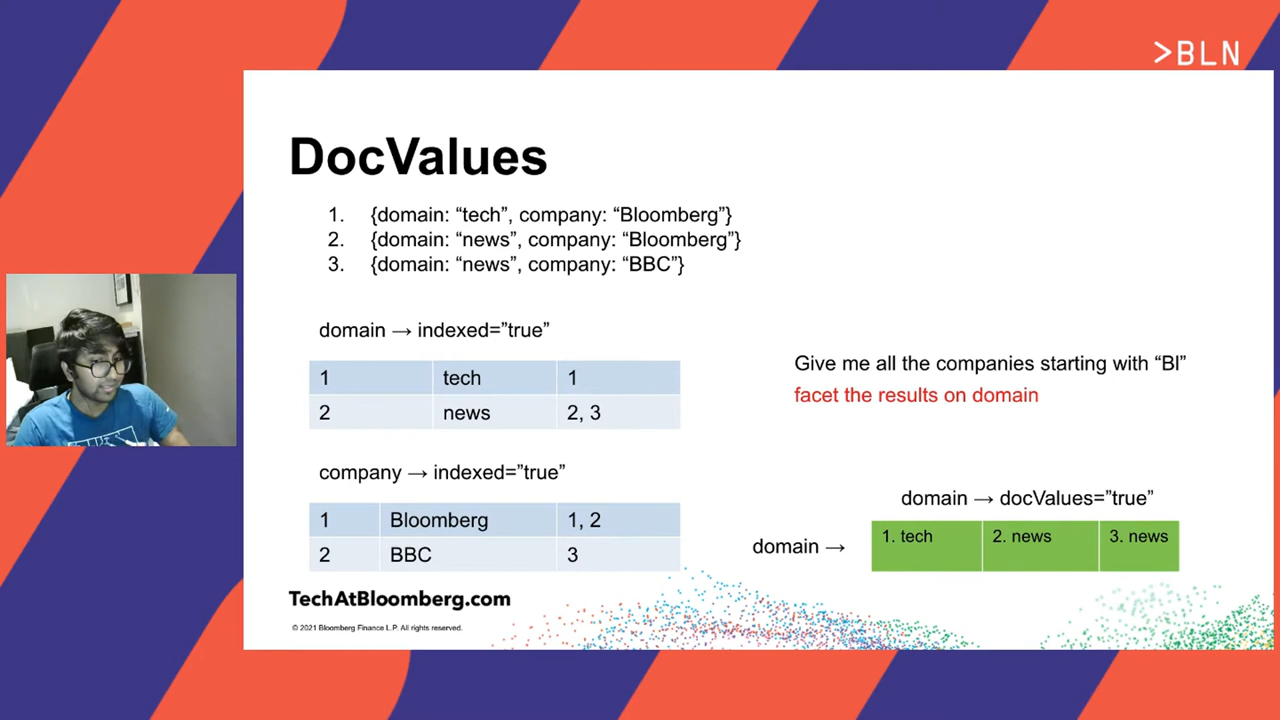 >BLN
DocValues
1. {domain: “tech”, company: “Bloomberg”}
2. {domain: “news”, company: “Bloomberg”}
3. {domain: “news”, company: “BBC”}
domain → indexed=”true”
1 tech 1
2 news 2, 3
Give me all the companies starting with “Bl”
facet the results on domain
company → indexed=”true”
1 Bloomberg 1, 2
2 BBC 3
domain → docValues=”true”
domain → 1. tech 2. news 3. news
TechAtBloomberg.com
© 2021 Bloomberg Finance L.P. All rights reserved.